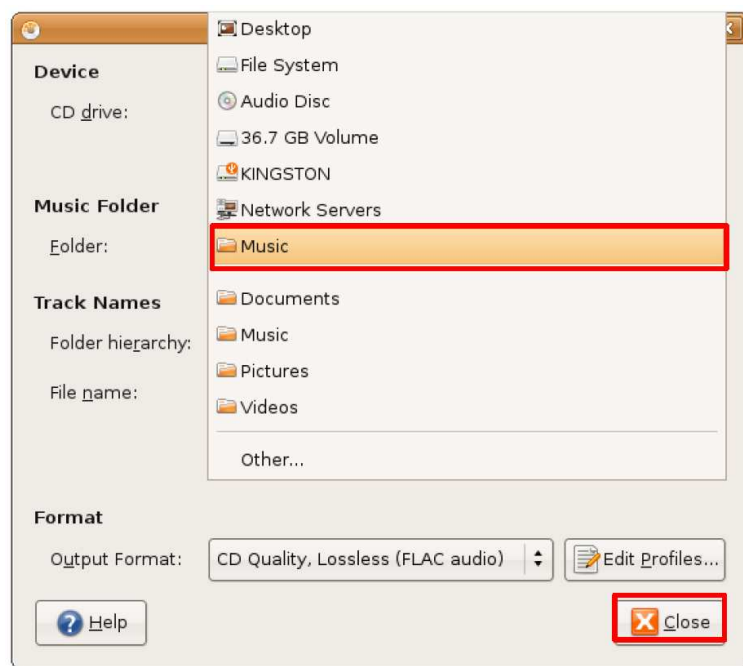 Desktop
Device
File System
CD drive:
Audio Disc
36.7 GB Volume
KINGSTON
Music Folder
Network Servers
Folder:
Music
Track Names
Documents
Folder hierarchy:
Music
Pictures
File name:
Videos
Other...
Format
Output Format:
CD Quality, Lossless (FLAC audio)
Edit Profiles...
Help
Close